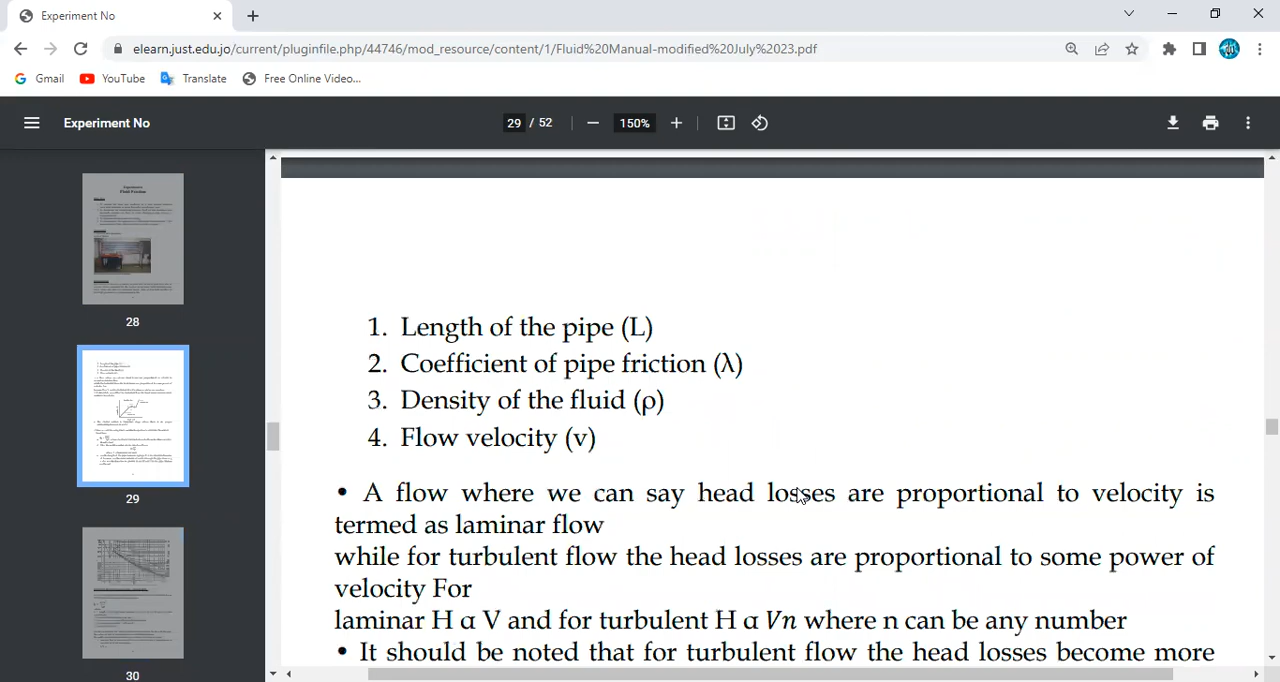 Experiment No
elearn.just.edu.jo/current/pluginfile.php/44746/mod_resource/content/1/Fluid%20Manual-modified%20July%2023.pdf
Gmail YouTube Translate Free Online Video...
Experiment No 29 / 52 150%
28
29
30
1. Length of the pipe (L)
2. Coefficient of pipe friction (λ)
3. Density of the fluid (ρ)
4. Flow velocity (v)
• A flow where we can say head losses are proportional to velocity is
termed as laminar flow
while for turbulent flow the head losses are proportional to some power of
velocity For
laminar H α V and for turbulent H α Vn where n can be any number
• It should be noted that for turbulent flow the head losses become more